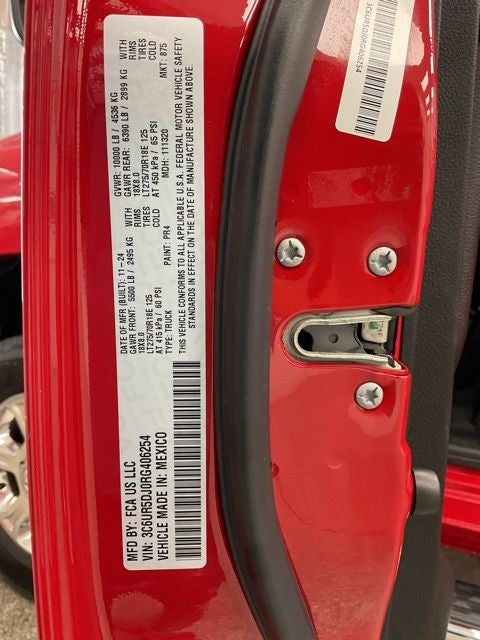 MFD BY: FCA US LLC
VIN: 3C6UR5DJ0RG406254
VEHICLE MADE IN: MEXICO
DATE OF MFR (BUILT): 11-24 GVWR: 10000 LB / 4536 KG
GAWR FRONT: 5500 LB / 2495 KG WITH GAWR REAR: 6390 LB / 2899 KG WITH
18X8.0 RIMS 18X8.0 RIMS
LT275/70R18E 125 TIRES LT275/70R18E 125 TIRES
AT 415 kPa / 60 PSI COLD AT 450 kPa / 65 PSI COLD
TYPE: TRUCK PAINT: PR4 MDH: 111320 MKT: 875
THIS VEHICLE CONFORMS TO ALL APPLICABLE U.S.A. FEDERAL MOTOR VEHICLE SAFETY
STANDARDS IN EFFECT ON THE DATE OF MANUFACTURE SHOWN ABOVE.
3C6UR5DJ0RG406254